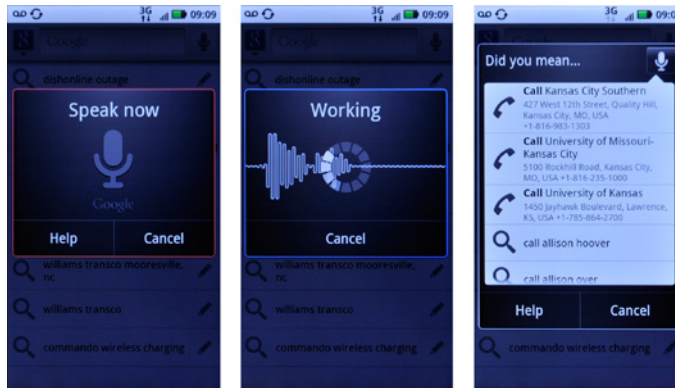 3G 09:09
Google
dishonline outage
Speak now
Google
Help Cancel
williams transco mooresville,
nc
williams transco
commando wireless charging
3G 09:09
Google
dishonline outage
Working
Cancel
williams transco mooresville,
nc
williams transco
commando wireless charging
3G 09:0
Did you mean...
Call Kansas City Southern
427 West 12th Street, Quality Hill,
Kansas City, MO, USA
+1-816-983-1303
Call University of Missouri-
Kansas City
5100 Rockhill Road, Kansas City,
MO, USA +1-816-235-1000
Call University of Kansas
1450 Jayhawk Boulevard, Lawrence,
KS, USA +1-785-864-2700
call allison hoover
call allison over
Help Cancel
commando wireless charging